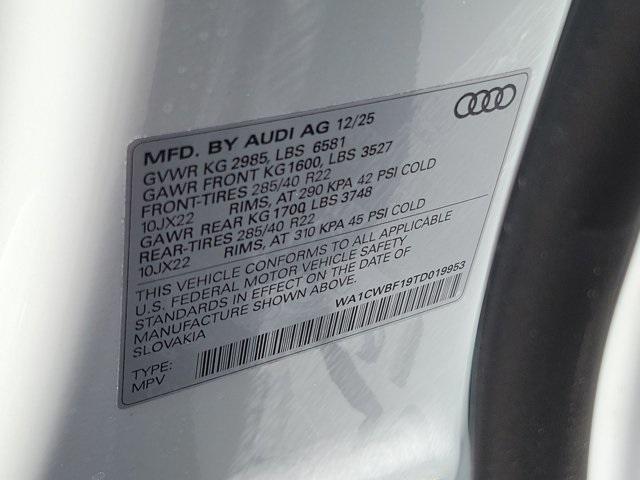 MFD. BY AUDI AG 12/25
GVWR KG 2985, LBS 6581
GAWR FRONT KG1600, LBS 3527
FRONT-TIRES 285/40 R22
10JX22 RIMS, AT 290 KPA 42 PSI COLD
GAWR REAR KG 1700, LBS 3748
REAR-TIRES 285/40 R22
10JX22 RIMS, AT 310 KPA 45 PSI COLD
THIS VEHICLE CONFORMS TO ALL APPLICABLE
U.S. FEDERAL MOTOR VEHICLE SAFETY
STANDARDS IN EFFECT ON THE DATE OF
MANUFACTURE SHOWN ABOVE.
SLOVAKIA
WA1CWBF19TD019953
TYPE:
MPV